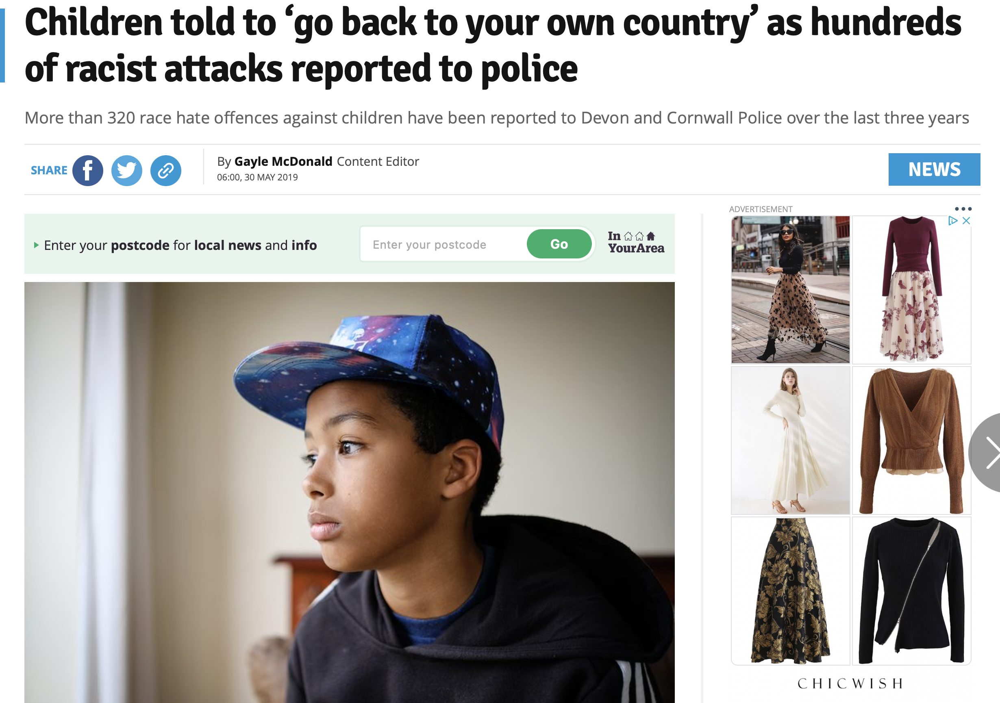 Children told to ‘go back to your own country’ as hundreds
of racist attacks reported to police
More than 320 race hate offences against children have been reported to Devon and Cornwall Police over the last three years
SHARE
By Gayle McDonald Content Editor
06:00, 30 MAY 2019
NEWS
Enter your postcode for local news and info
Enter your postcode
Go
In
YourArea
ADVERTISEMENT
CHICWISH